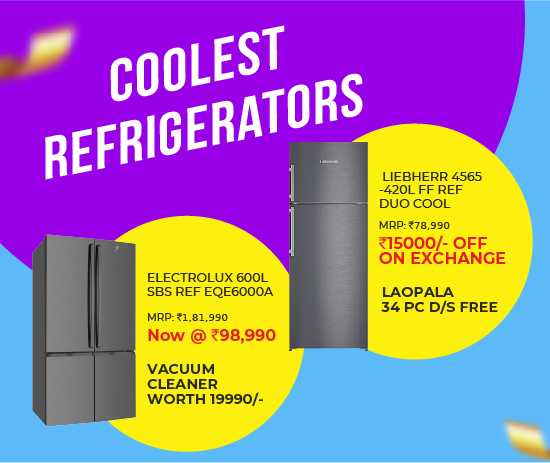 COOLEST
REFRIGERATORS
LIEBHERR 4565
-420L FF REF
DUO COOL
MRP: ₹78,990
₹15000/- OFF
ON EXCHANGE
LAOPALA
34 PC D/S FREE
ELECTROLUX 600L
SBS REF EQE6000A
MRP: ₹1,81,990
Now @ ₹98,990
VACUUM
CLEANER
WORTH 19990/-